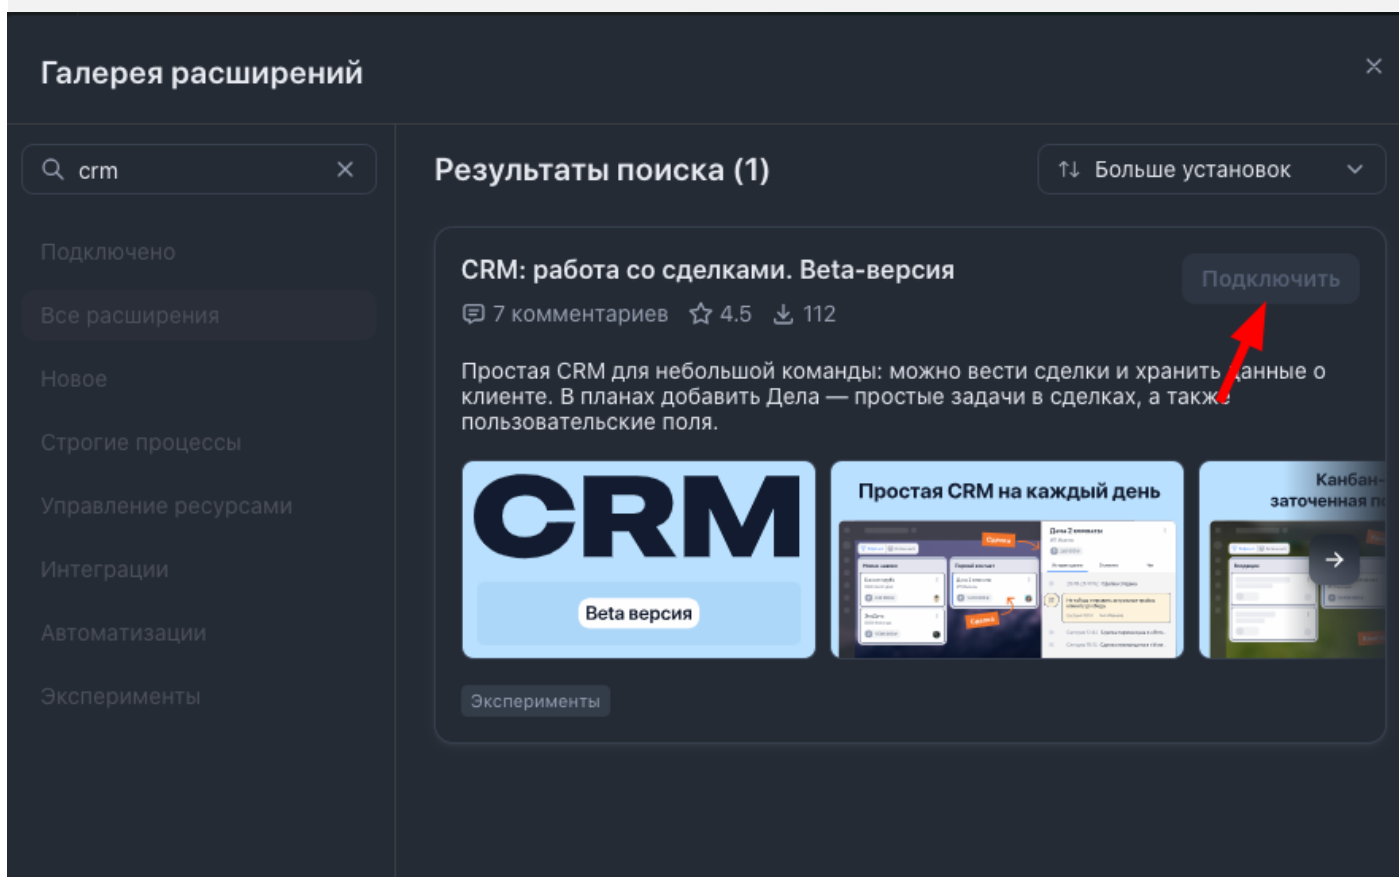 Галерея расширений
crm
Подключено
Все расширения
Новое
Строгие процессы
Управление ресурсами
Интеграции
Автоматизации
Эксперименты
Результаты поиска (1)
Больше установок
CRM: работа со сделками. Beta-версия
Подключить
7 комментариев 4.5 112
Простая CRM для небольшой команды: можно вести сделки и хранить данные о
клиенте. В планах добавить Дела — простые задачи в сделках, а также
пользовательские поля.
CRM
Beta версия
Простая CRM на каждый день
Сделка
Сделка
Канбан-
заточенная п
Эксперименты